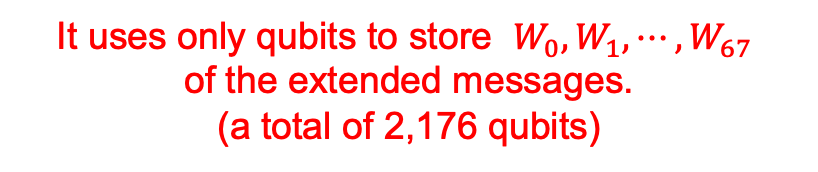 It uses only qubits to store W₀, W₁, ⋯ , W₆₇
of the extended messages.
(a total of 2,176 qubits)